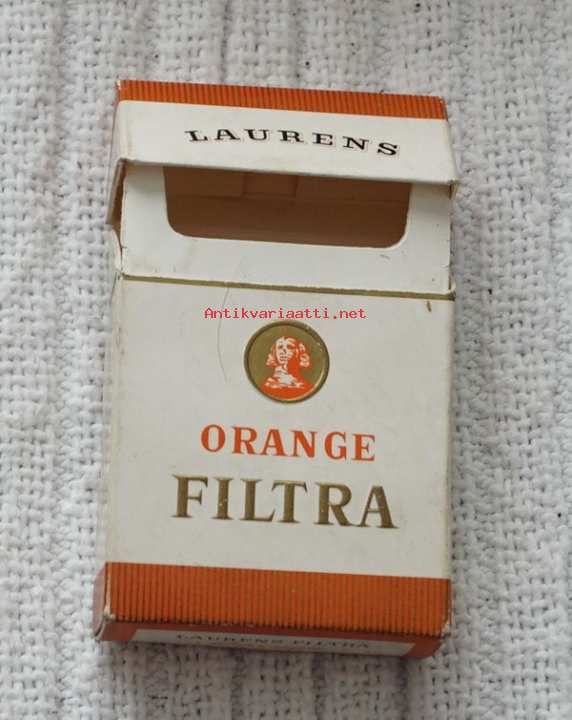 LAURENS
Antikvariaatti.net
ORANGE
FILTRA
LAURENS FILTRA